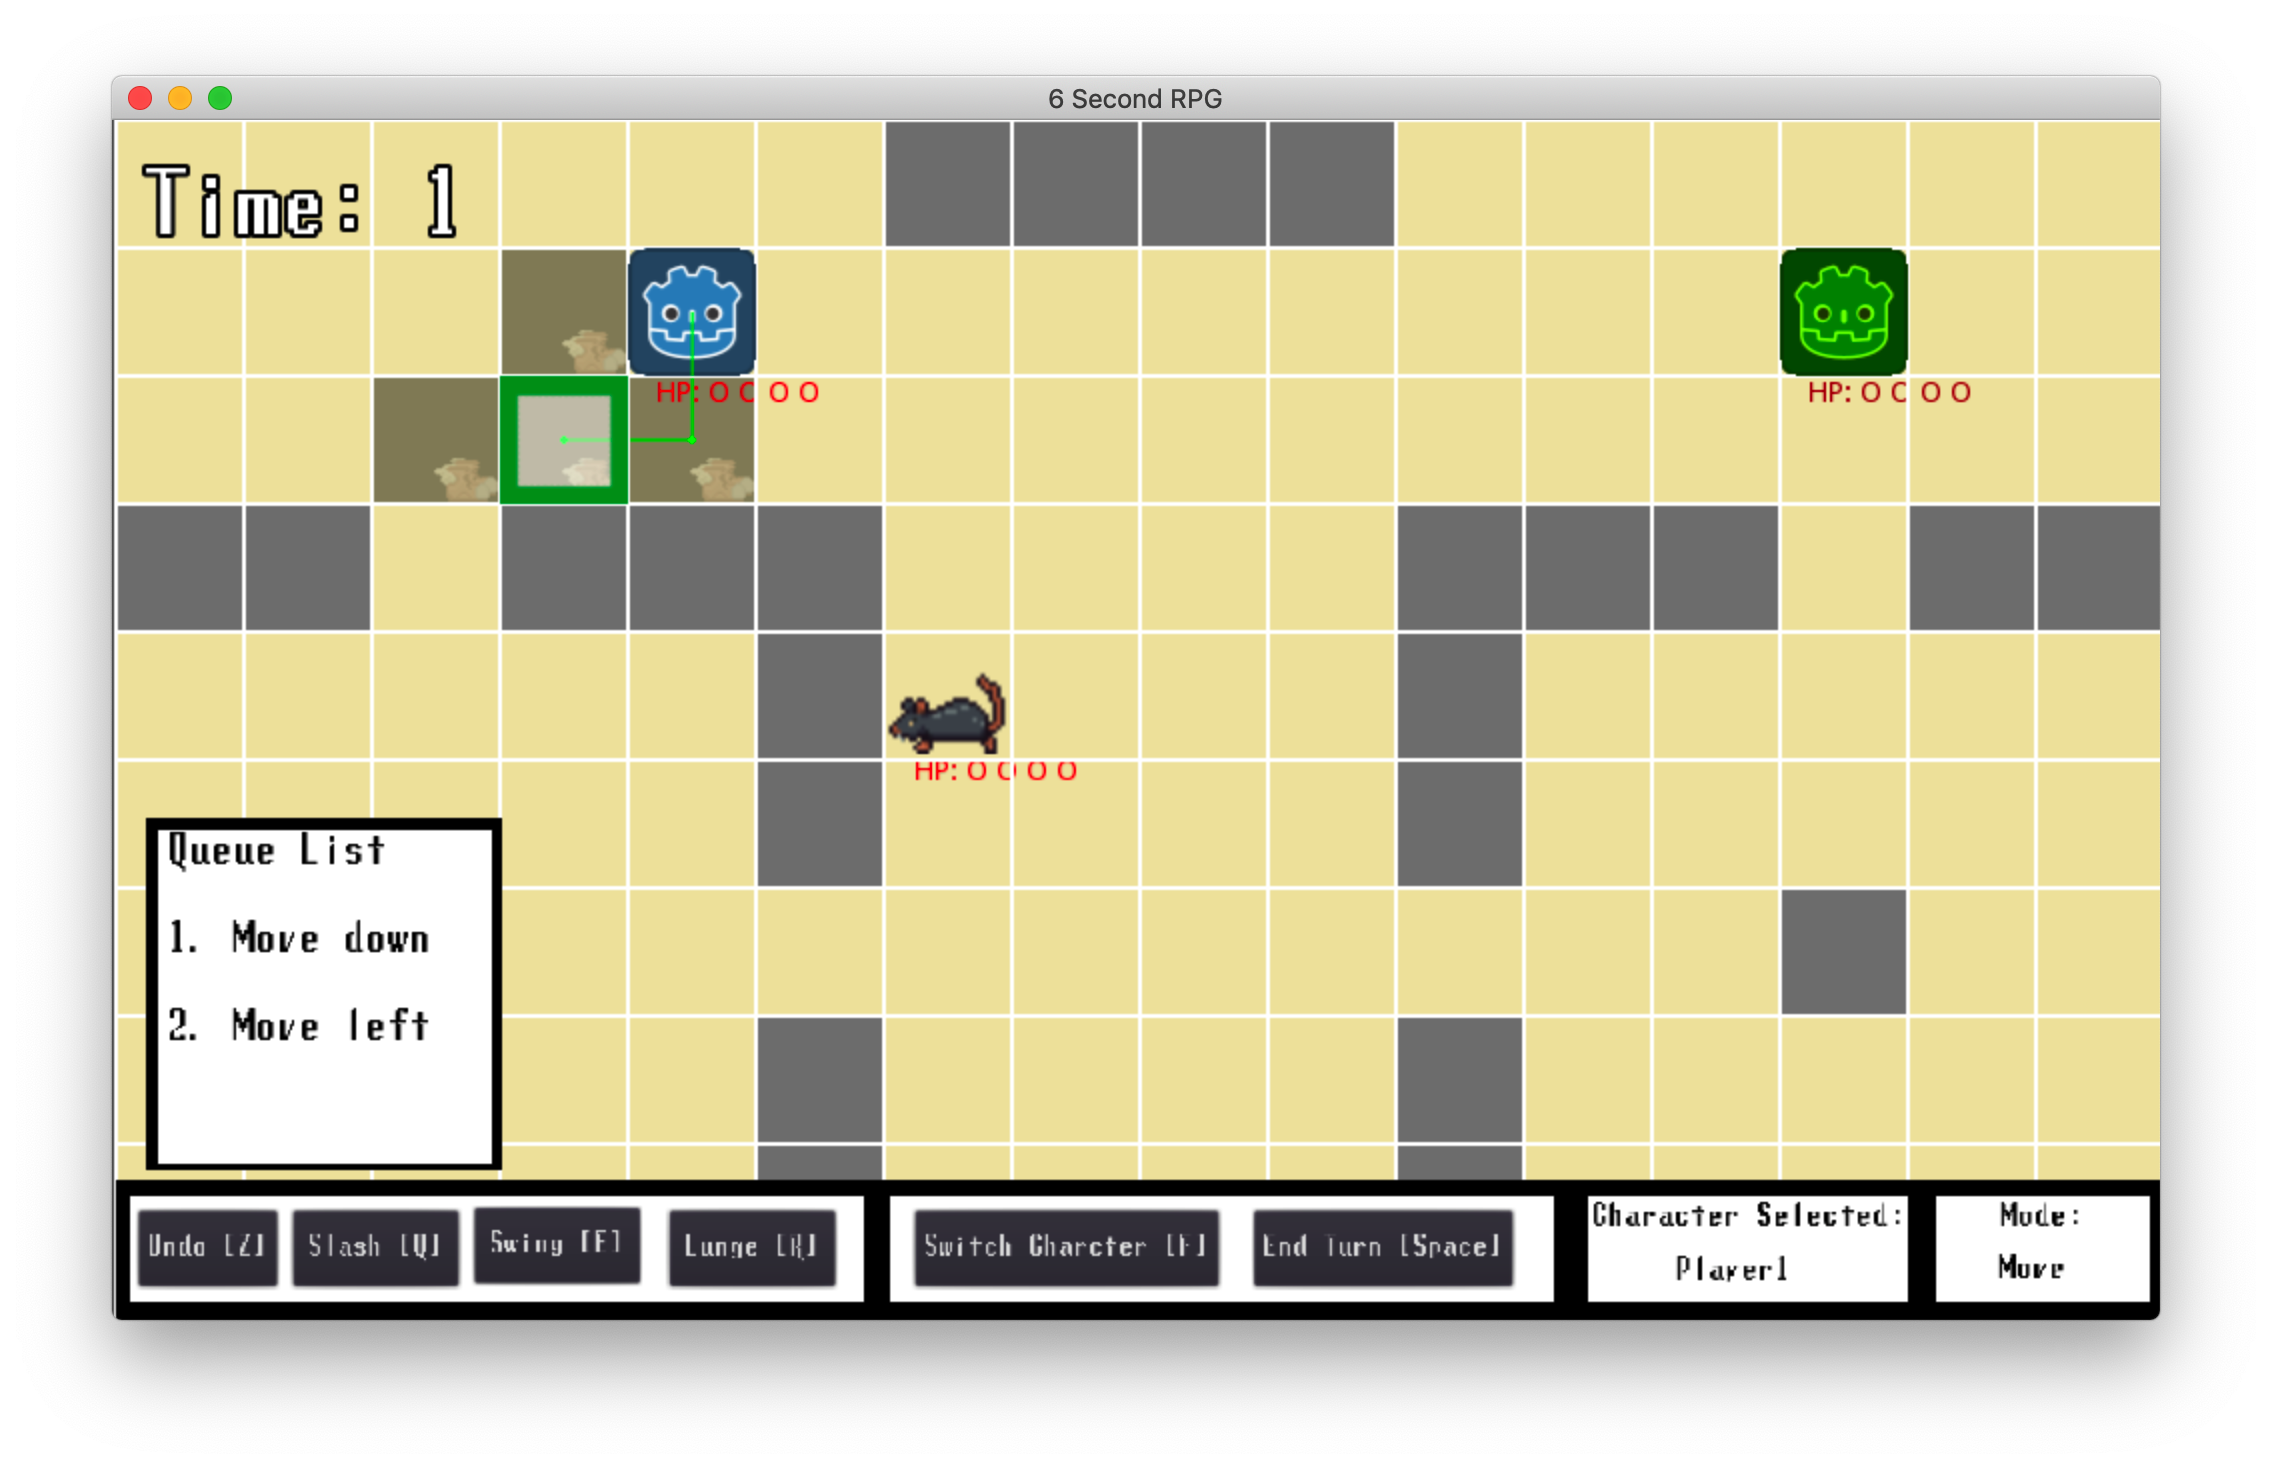 6 Second RPG
Time: 1
HP: O O O O
HP: O O O O
HP: O O O O
Queue List
1. Move down
2. Move left
Undo [Z]
Slash [Q]
Swing [E]
Lunge [R]
Switch Charcter [F]
End Turn [Space]
Character Selected:
Player1
Mode:
Move